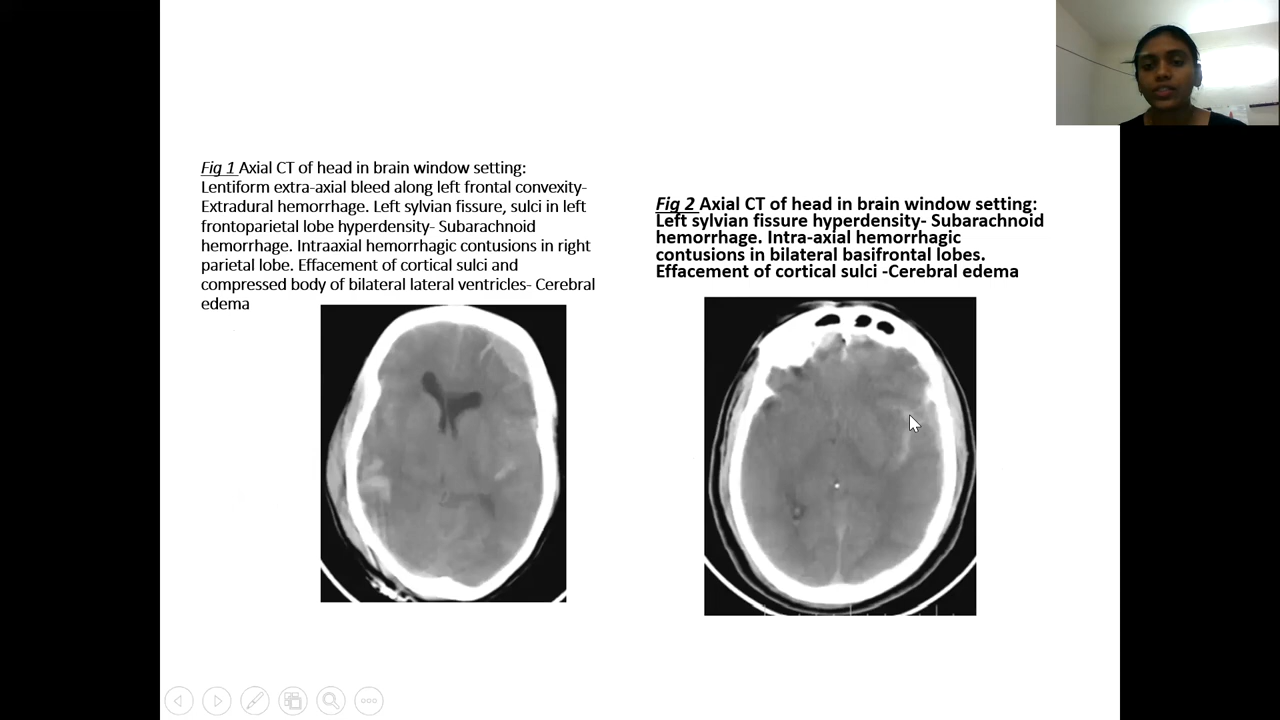 Fig 1 Axial CT of head in brain window setting:
Lentiform extra-axial bleed along left frontal convexity-
Extradural hemorrhage. Left sylvian fissure, sulci in left
frontoparietal lobe hyperdensity- Subarachnoid
hemorrhage. Intraaxial hemorrhagic contusions in right
parietal lobe. Effacement of cortical sulci and
compressed body of bilateral lateral ventricles- Cerebral
edema
Fig 2 Axial CT of head in brain window setting:
Left sylvian fissure hyperdensity- Subarachnoid
hemorrhage. Intra-axial hemorrhagic
contusions in bilateral basifrontal lobes.
Effacement of cortical sulci -Cerebral edema